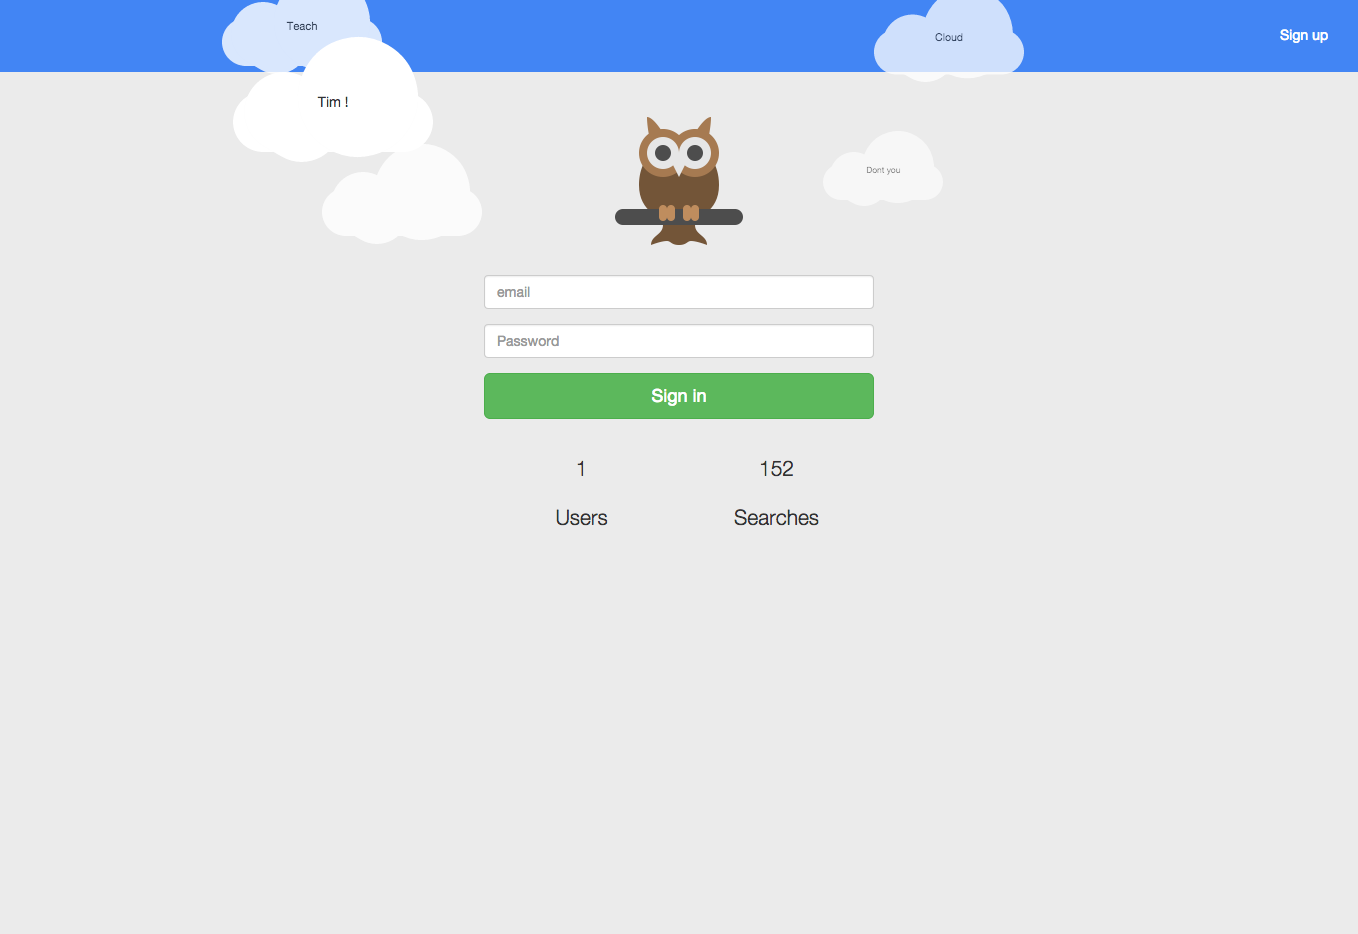 Teach
Cloud
Sign up
Tim !
Dont you
email
Password
Sign in
1
152
Users
Searches